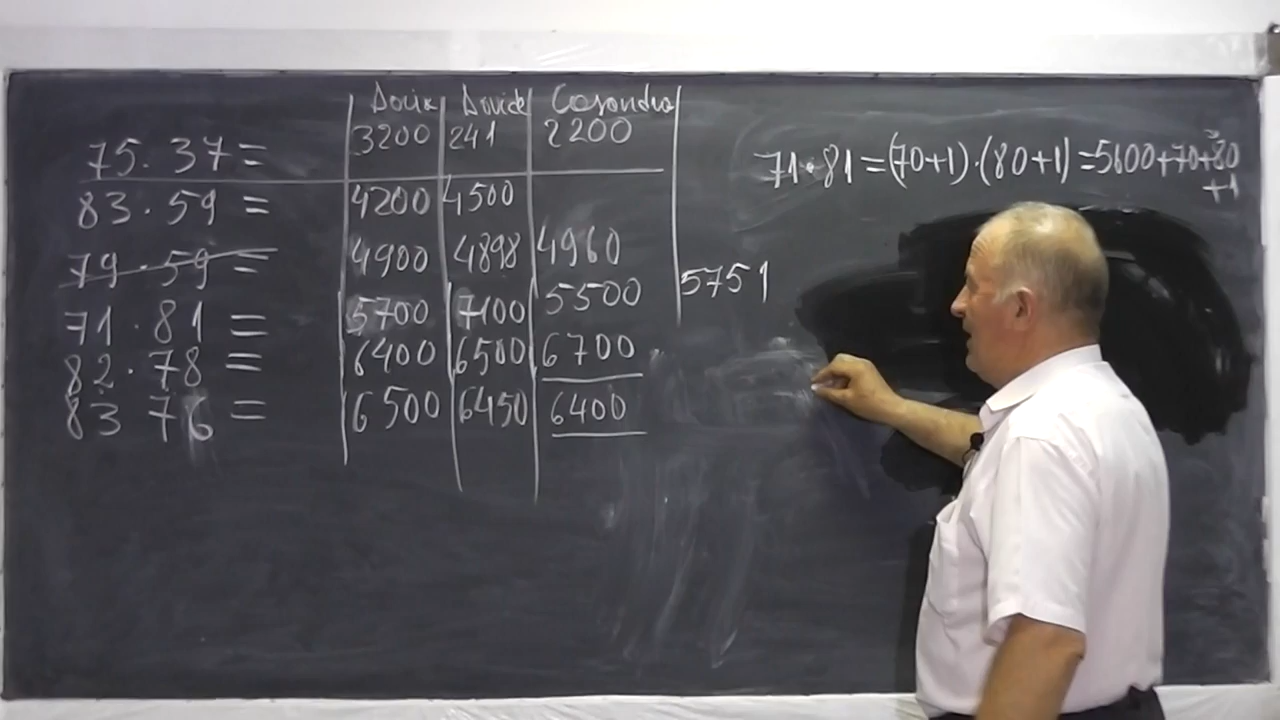 Davide Casandra
75 · 37 = 3200 241 2200
83 · 59 = 4200 4500
79 · 59 = 4900 4898 4960
71 · 81 = 5700 7100 5500 5751
82 · 78 = 6400 6500 6700
83 76 = 6500 6450 6400
71 · 81 = (70+1) · (80+1) = 5600+70+80
+1